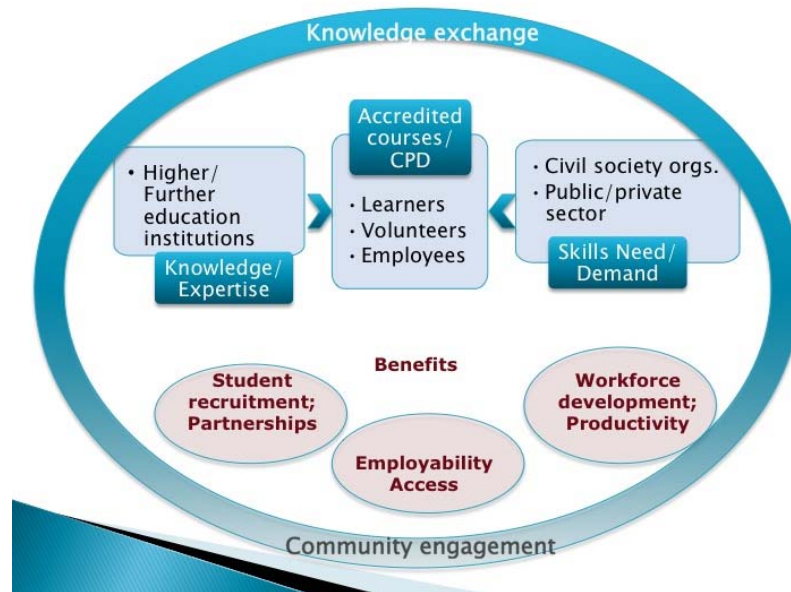 Knowledge exchange
• Higher/
Further
education
institutions
Knowledge/
Expertise
Accredited
courses/
CPD
· Learners
· Volunteers
· Employees
· Civil society orgs.
· Public/private
sector
Skills Need/
Demand
Benefits
Student
recruitment;
Partnerships
Employability
Access
Workforce
development;
Productivity
Community engagement